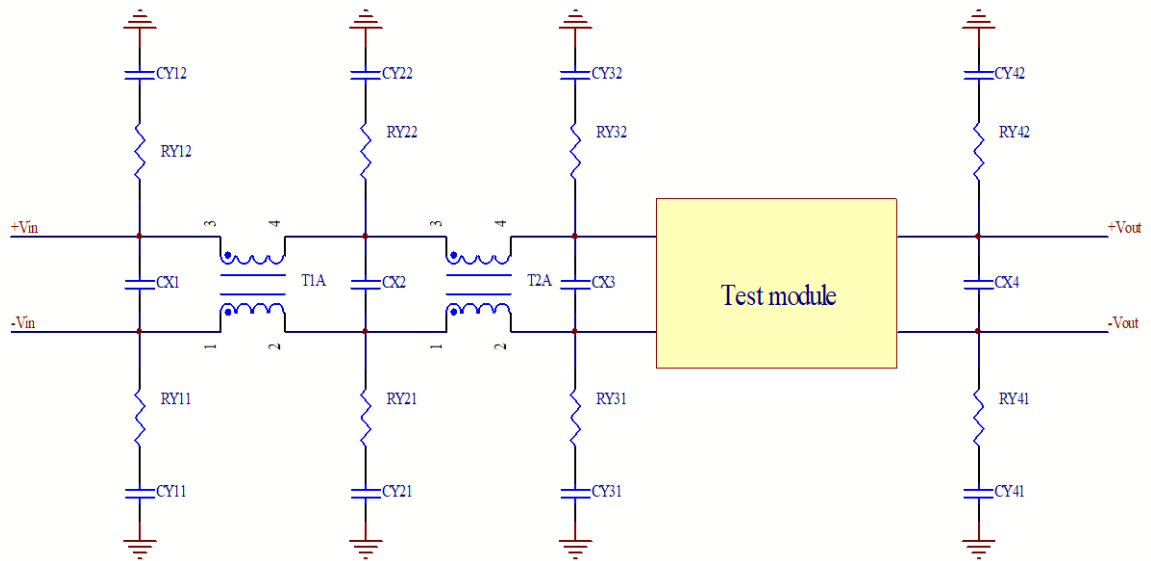 CY12 CY22 CY32 CY42
RY12 RY22 RY32 RY42
+Vin 3 4 3 4 +Vout
CX1 T1A CX2 T2A CX3 Test module CX4
-Vin 1 2 1 2 -Vout
RY11 RY21 RY31 RY41
CY11 CY21 CY31 CY41